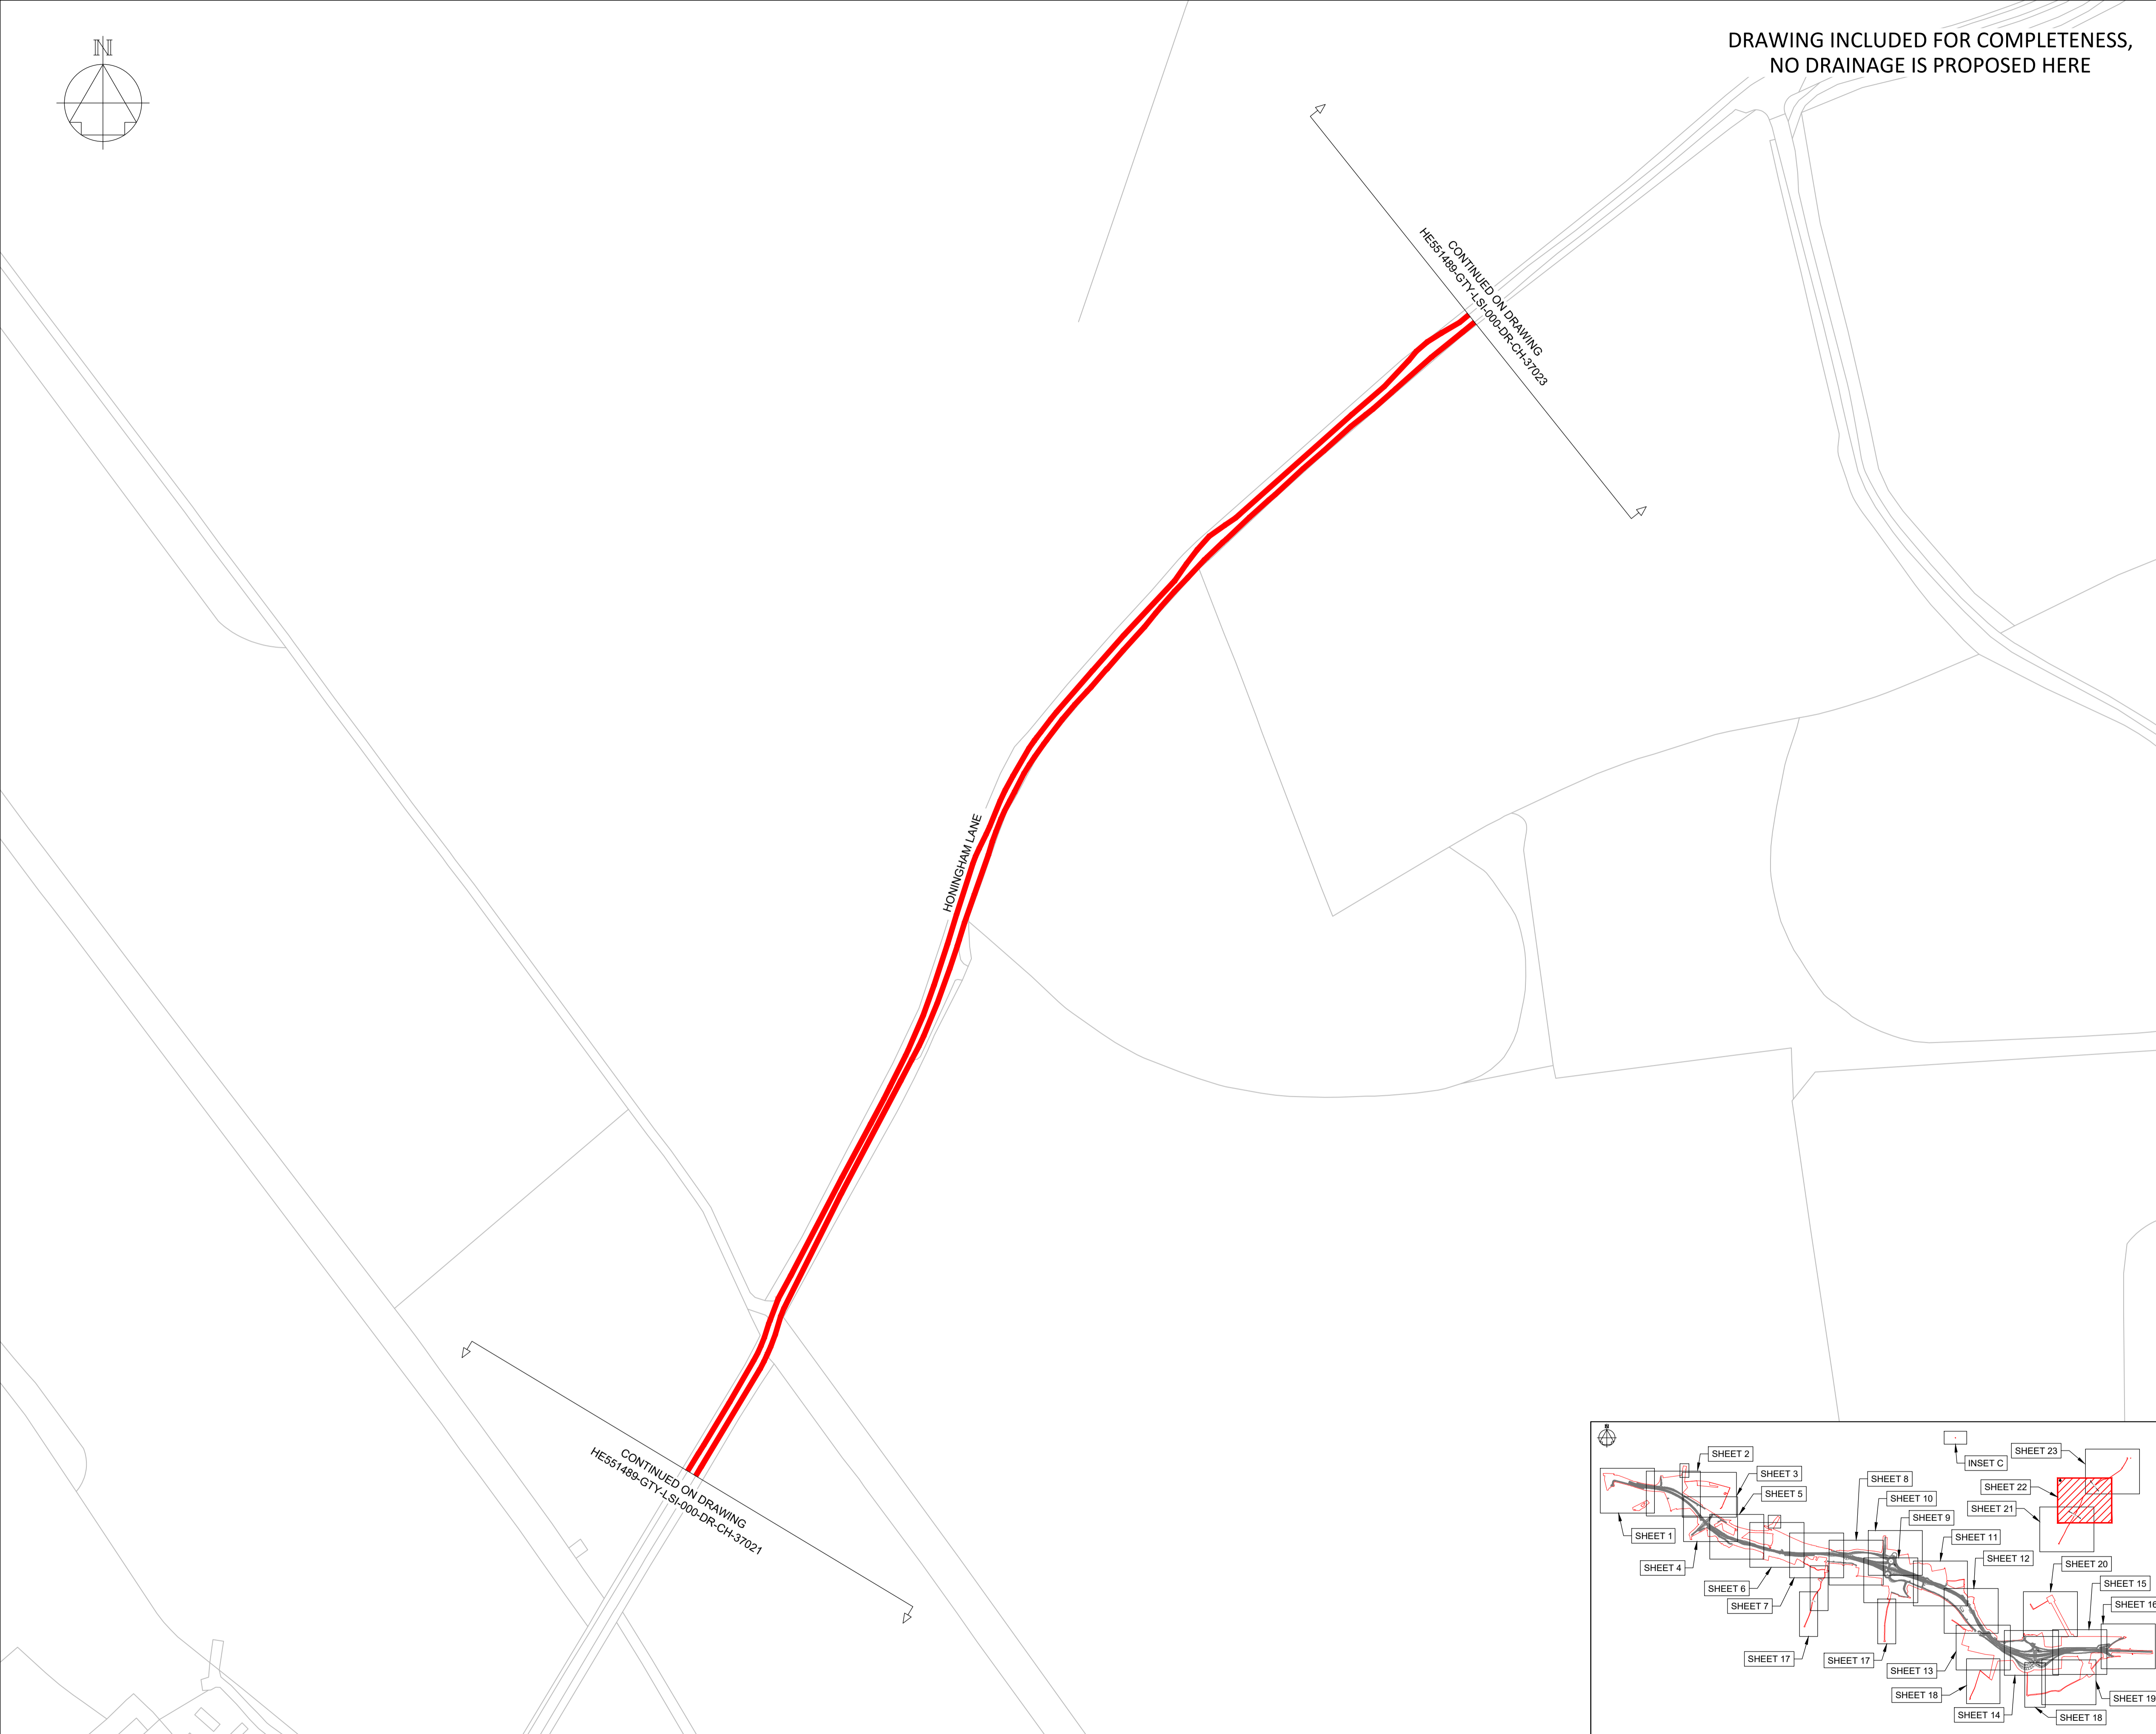 N
DRAWING INCLUDED FOR COMPLETENESS,
NO DRAINAGE IS PROPOSED HERE
CONTINUED ON DRAWING
HE551489-GTY-LSI-000-DR-CH-37023
HONINGHAM LANE
CONTINUED ON DRAWING
HE551489-GTY-LSI-000-DR-CH-37021
N
SHEET 2
SHEET 3
SHEET 5
SHEET 1
SHEET 4
SHEET 6
SHEET 7
SHEET 17
SHEET 17
SHEET 8
SHEET 10
SHEET 9
SHEET 11
SHEET 12
INSET C
SHEET 23
SHEET 22
SHEET 21
SHEET 20
SHEET 15
SHEET 16
SHEET 13
SHEET 18
SHEET 14
SHEET 18
SHEET 19